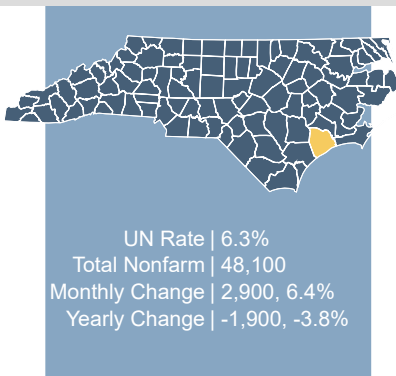 UN Rate | 6.3%
Total Nonfarm | 48,100
Monthly Change | 2,900, 6.4%
Yearly Change | -1,900, -3.8%